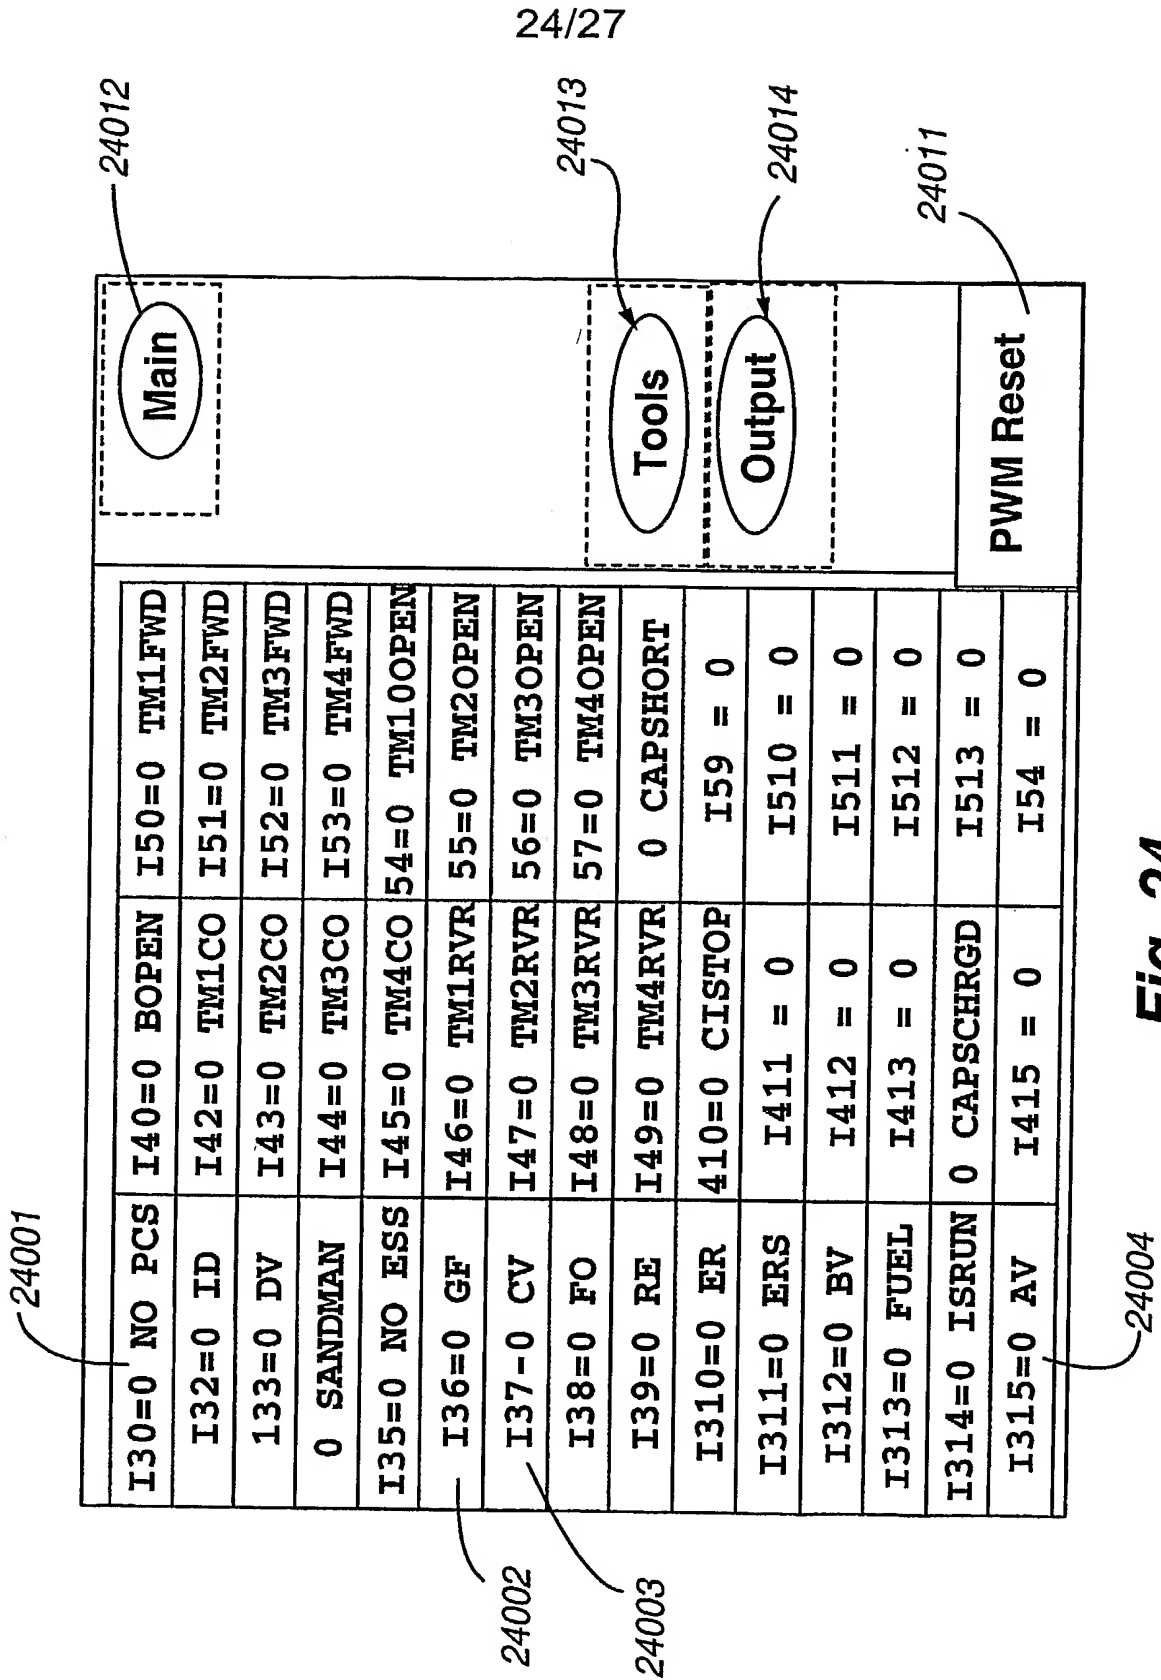 24/27
24001
24012
I30=0 NO PCS I40=0 BOPEN I50=0 TM1FWD Main
I32=0 ID I42=0 TM1CO I51=0 TM2FWD
133=0 DV I43=0 TM2CO I52=0 TM3FWD
0 SANDMAN I44=0 TM3CO I53=0 TM4FWD
I35=0 NO ESS I45=0 TM4CO 54=0 TM10OPEN
24002
I36=0 GF I46=0 TM1RVR 55=0 TM2OPEN
24013
24003
I37-0 CV I47=0 TM2RVR 56=0 TM3OPEN
I38=0 FO I48=0 TM3RVR 57=0 TM4OPEN
I39=0 RE I49=0 TM4RVR 0 CAPSHORT Tools
I310=0 ER 410=0 CISTOP I59 = 0
24014
I311=0 ERS I411 = 0 I510 = 0 Output
I312=0 BV I412 = 0 I511 = 0
I313=0 FUEL I413 = 0 I512 = 0
I314=0 ISRUN 0 CAPSCHRGD I513 = 0
24011
I315=0 AV I415 = 0 I54 = 0 PWM Reset
24004
Fig. 24